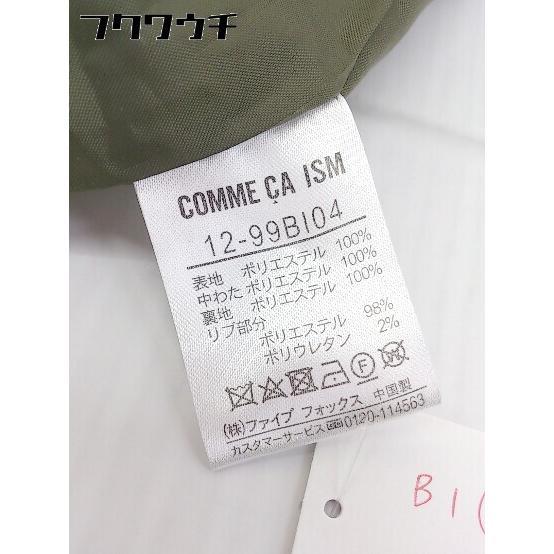 フクワウチ
COMME ÇA ISM
12-99BI04
表地 ポリエステル 100%
中わた ポリエステル 100%
裏地 ポリエステル 100%
リブ部分
ポリエステル 98%
ポリウレタン 2%
(株)ファイブ フォックス 中国製
カスタマーサービス 0120-114563
B1